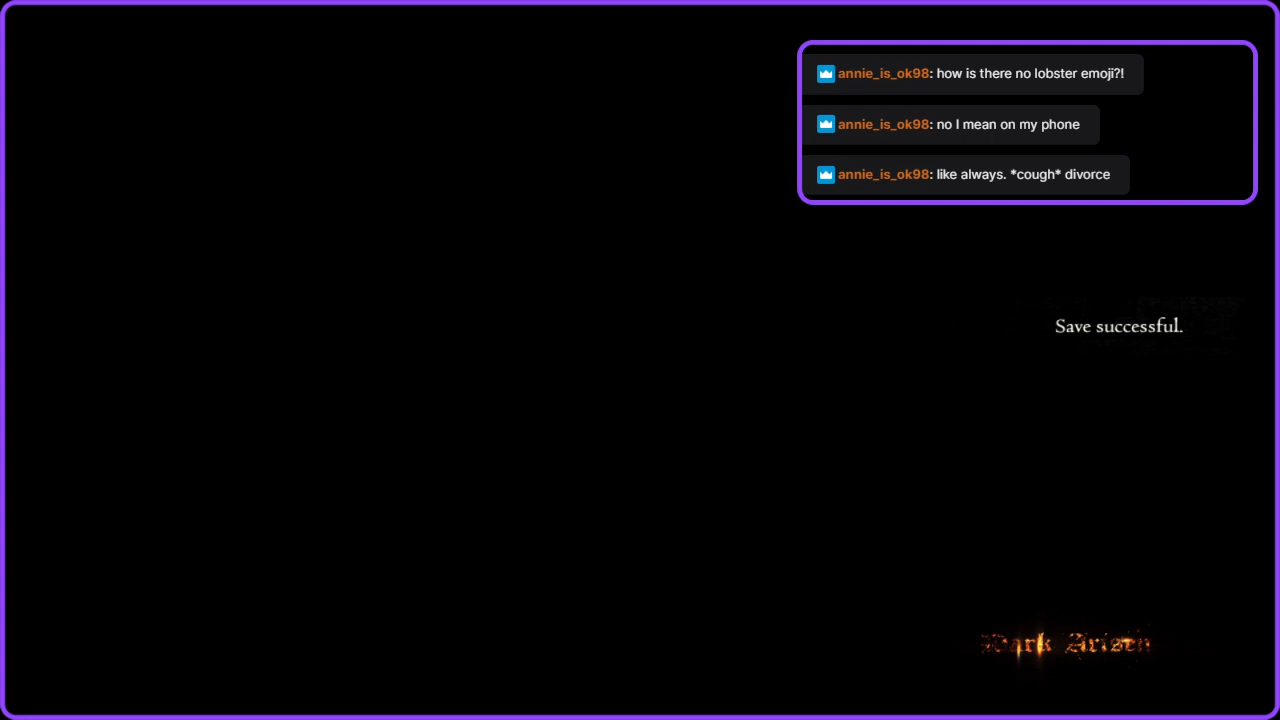 annie_is_ok98: how is there no lobster emoji?!
annie_is_ok98: no I mean on my phone
annie_is_ok98: like always. *cough* divorce
Save successful.
Dark Arisen